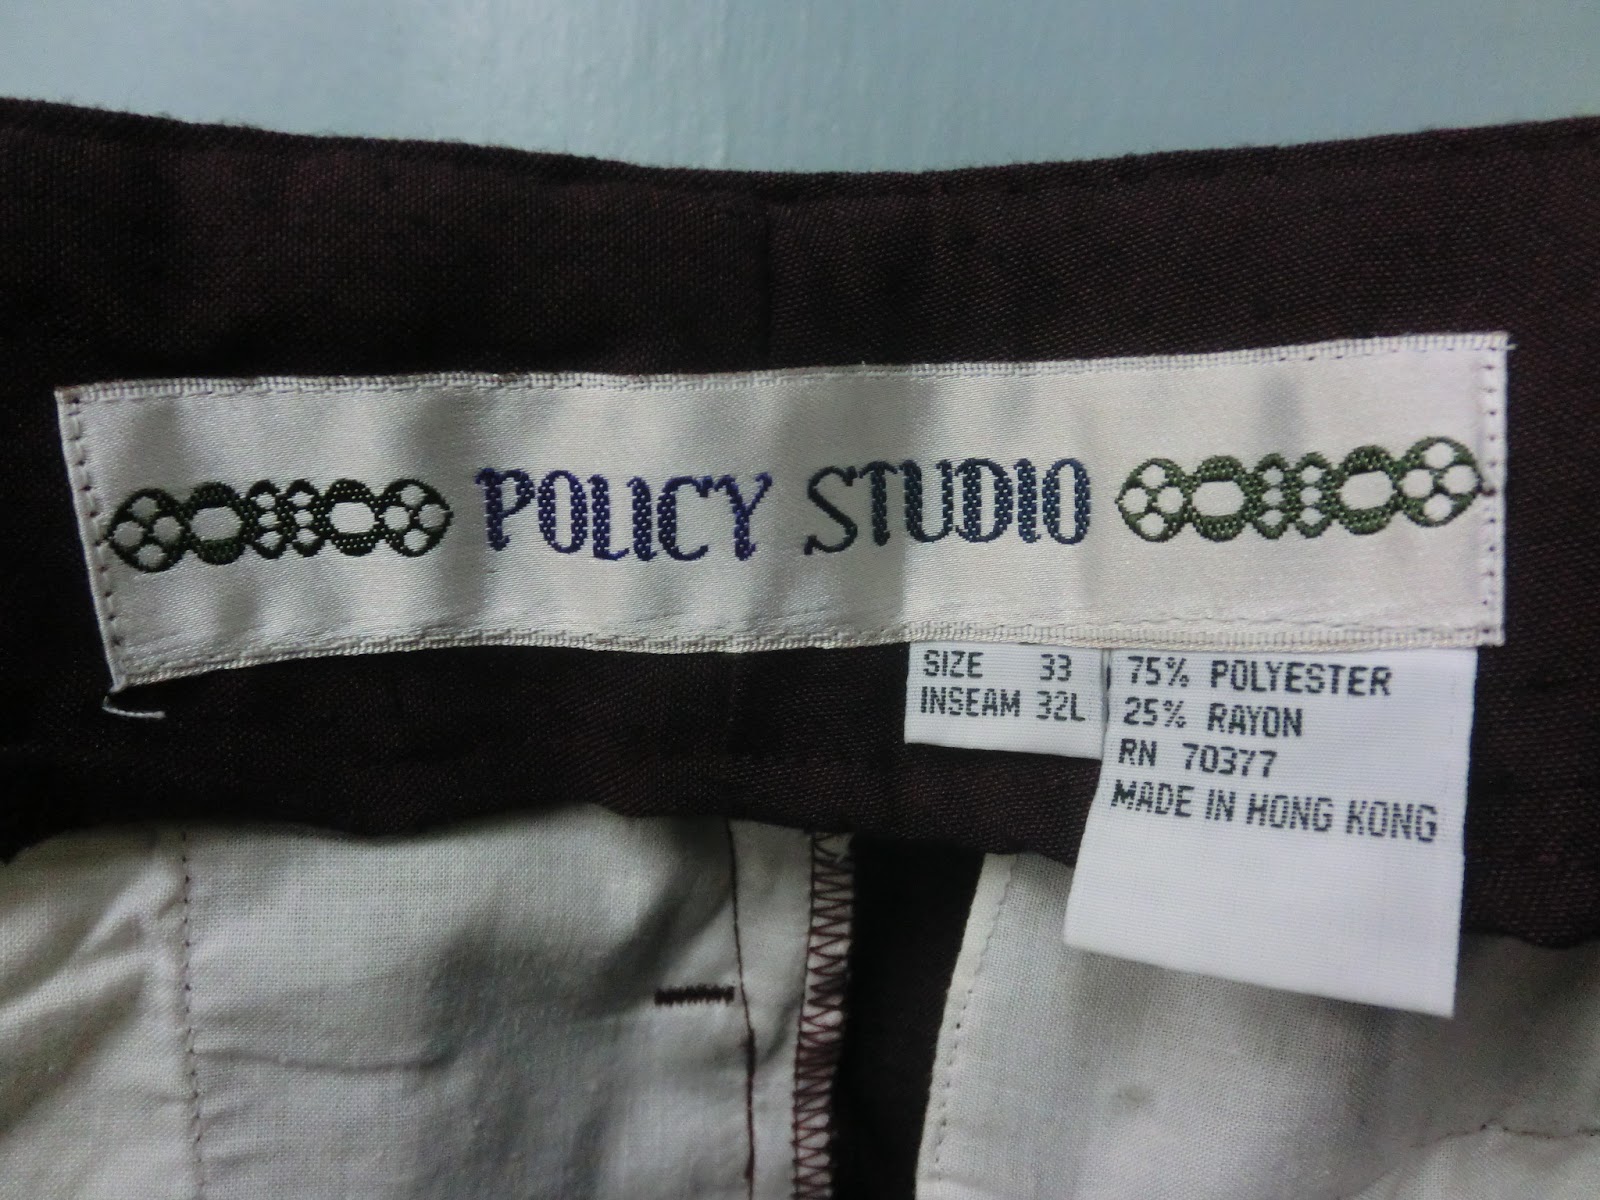 POLICY STUDIO
SIZE 33
INSEAM 32L
75% POLYESTER
25% RAYON
RN 70377
MADE IN HONG KONG